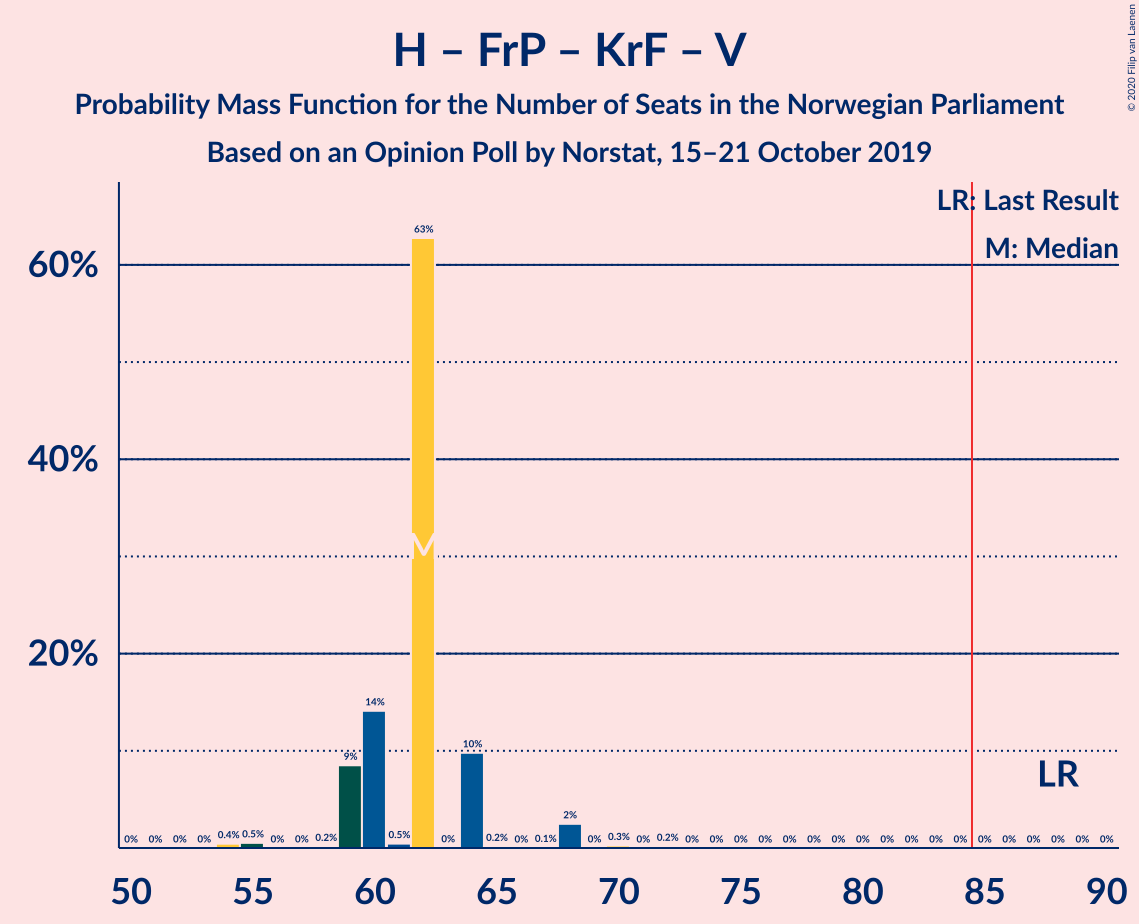 H – FrP – KrF – V
Probability Mass Function for the Number of Seats in the Norwegian Parliament
Based on an Opinion Poll by Norstat, 15–21 October 2019
© 2020 Filip van Laenen
LR: Last Result
M: Median
60%
40%
20%
0% 0% 0% 0% 0.4% 0.5% 0% 0% 0.2% 9% 14% 0.5% 63% 0% 10% 0.2% 0% 0.1% 2% 0% 0.3% 0% 0.2% 0% 0% 0% 0% 0% 0% 0% 0% 0% 0% 0% 0% 0% 0% 0% 0% 0% 0%
M
LR
50 55 60 65 70 75 80 85 90